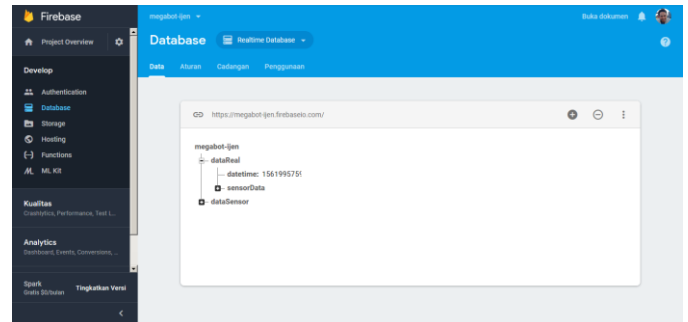 Firebase
Project Overview
Develop
Authentication
Database
Storage
Hosting
Functions
ML Kit
Kualitas
Crashlytics, Performance, Test L...
Analytics
Dashboard, Events, Conversions, ...
Spark
Gratis $0/bulan
Tingkatkan Versi
megabot-ijen
Buka dokumen
Database
Realtime Database
Data
Aturan
Cadangan
Penggunaan
https://megabot-ijen.firebaseio.com/
megabot-ijen
dataReal
datetime: 156199575
sensorData
dataSensor